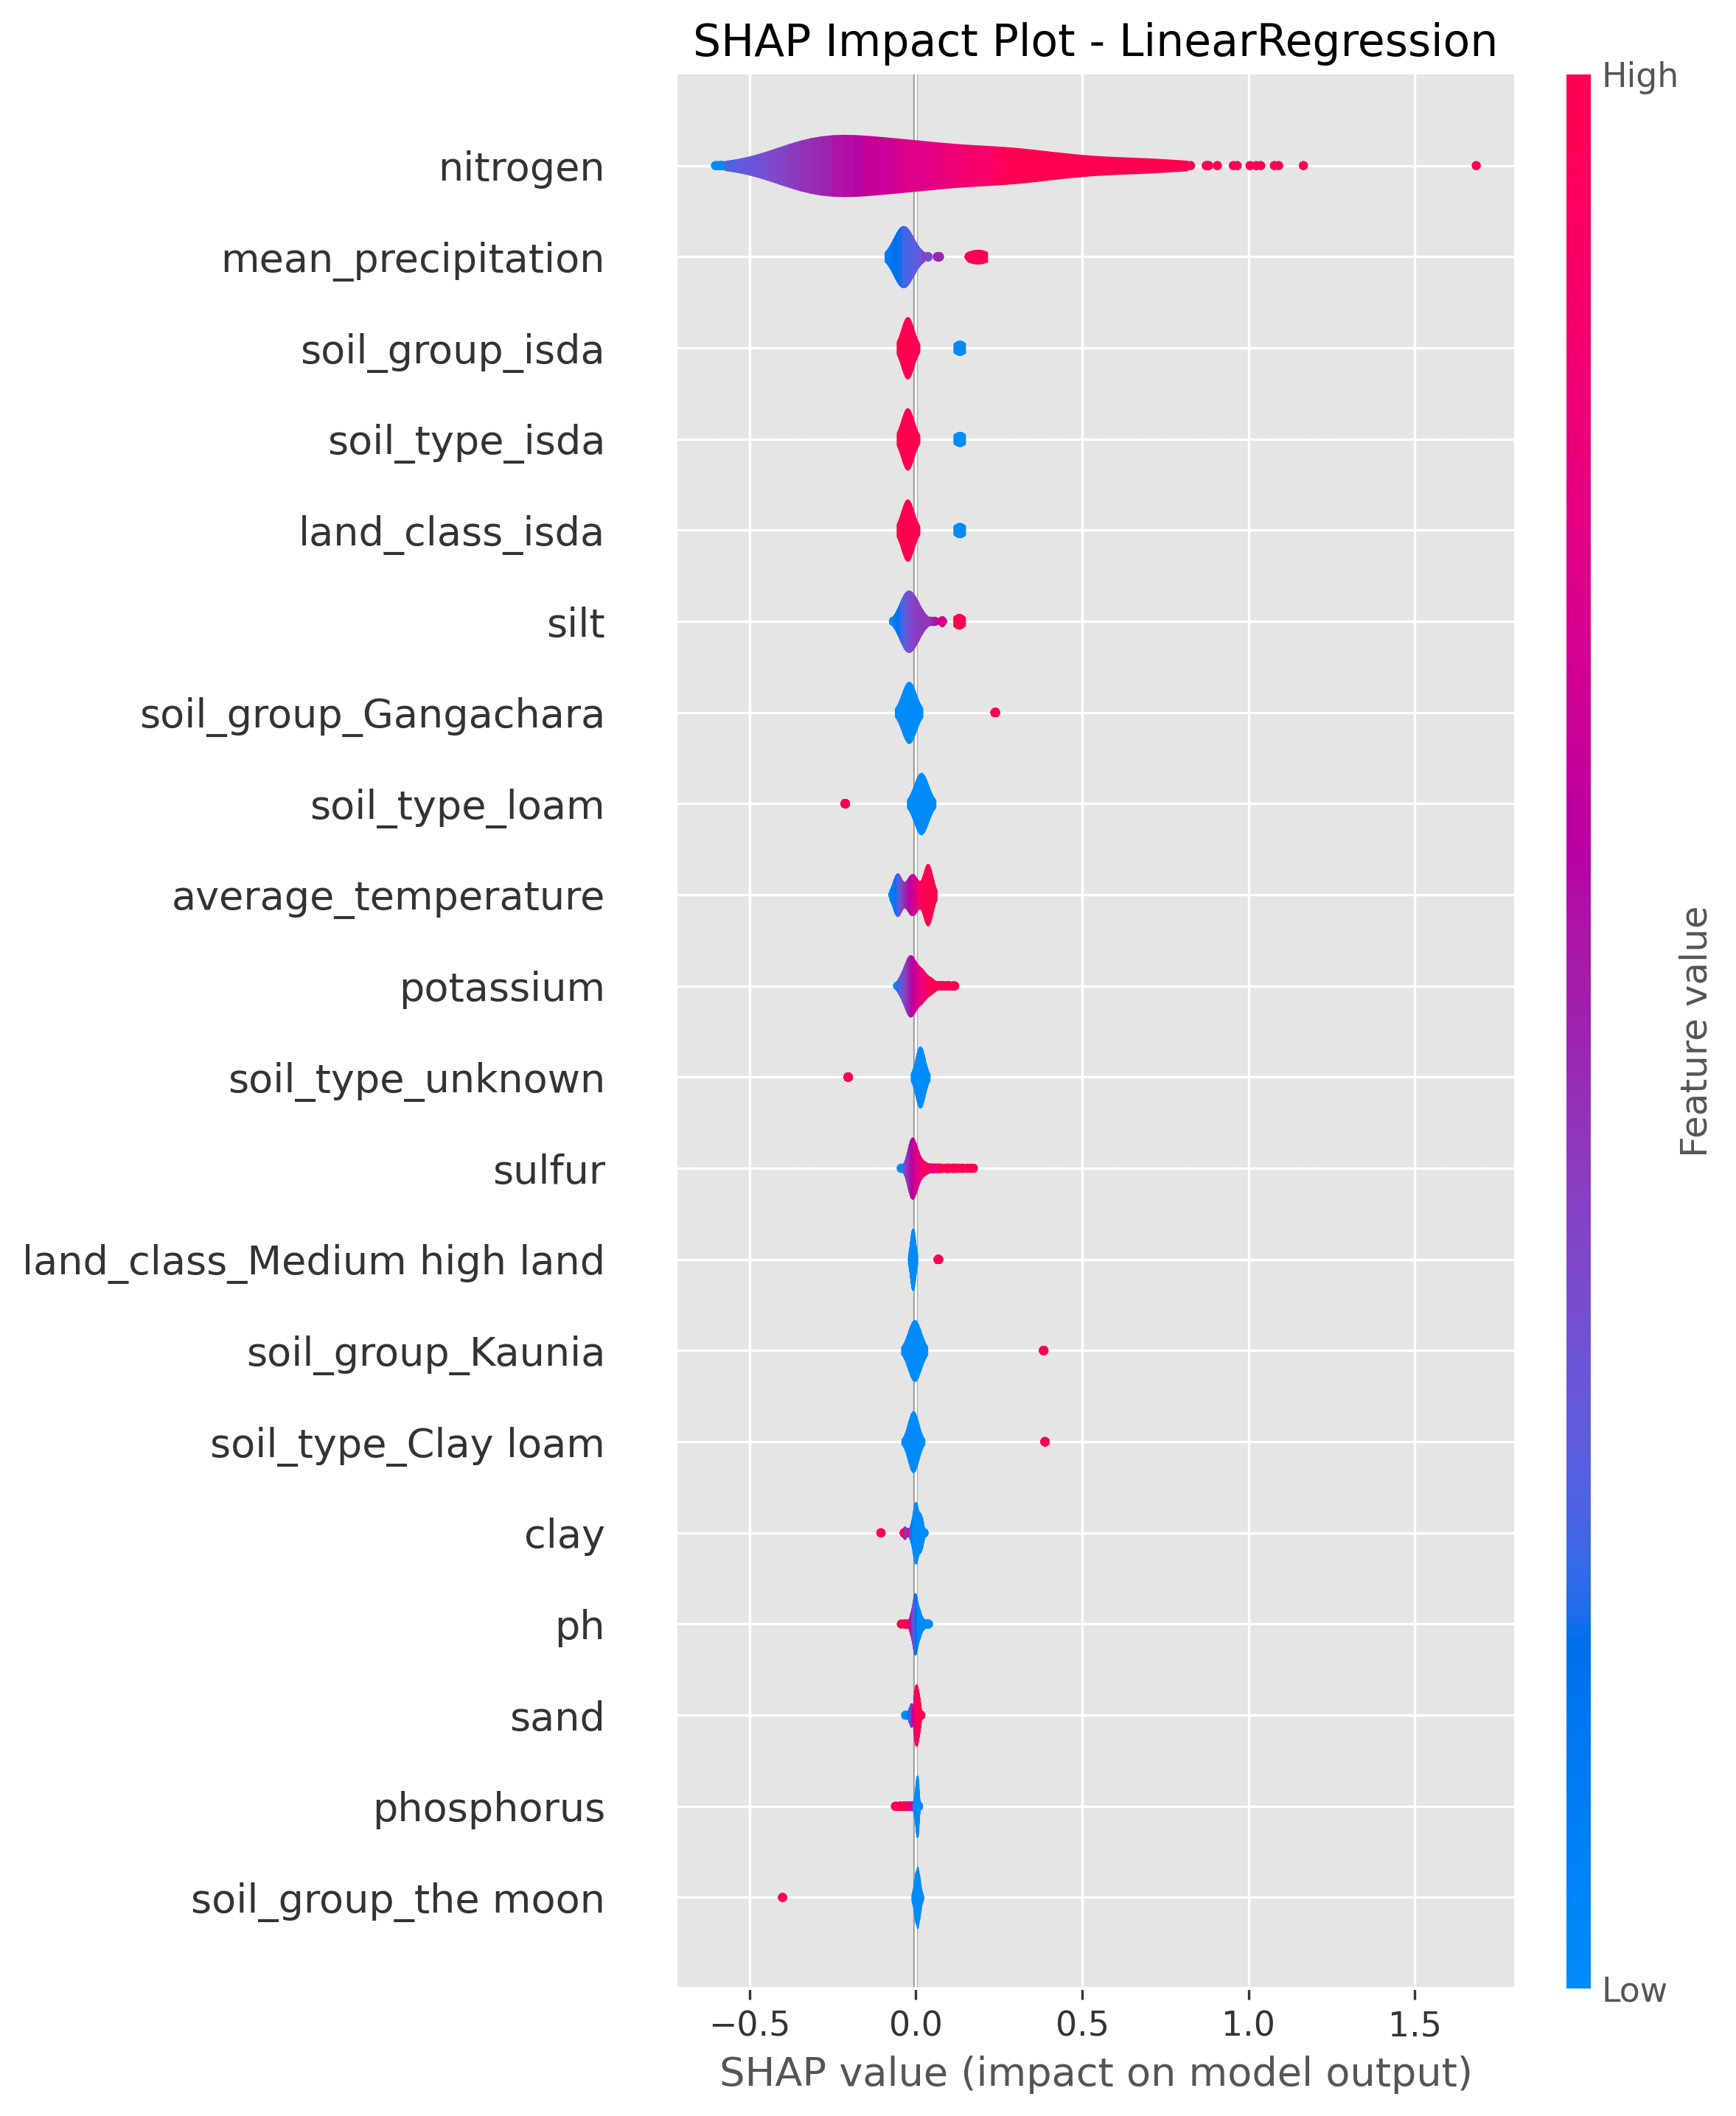 SHAP Impact Plot - LinearRegression
High
nitrogen
mean_precipitation
soil_group_isda
soil_type_isda
land_class_isda
silt
soil_group_Gangachara
soil_type_loam
average_temperature
potassium
soil_type_unknown
sulfur
land_class_Medium high land
soil_group_Kaunia
soil_type_Clay loam
clay
ph
sand
phosphorus
soil_group_the moon
Feature value
Low
−0.5 0.0 0.5 1.0 1.5
SHAP value (impact on model output)